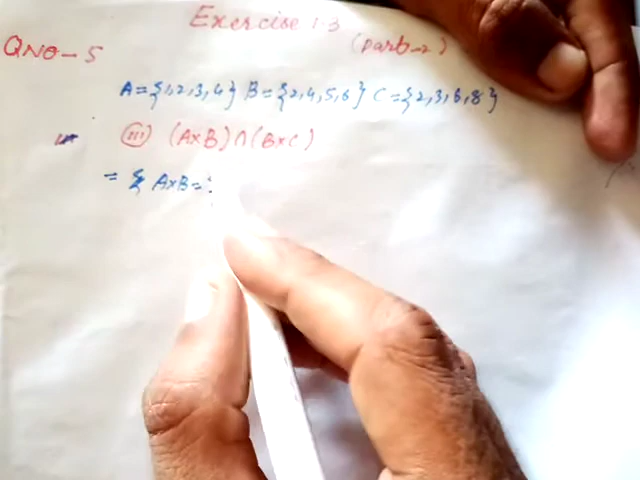 Exercise 1.3
(Part-2)
QNO-5
A={1,2,3,4} B={2,4,5,6} C={2,3,6,8}
(iii) (A×B)∩(B×C)
= { A×B=